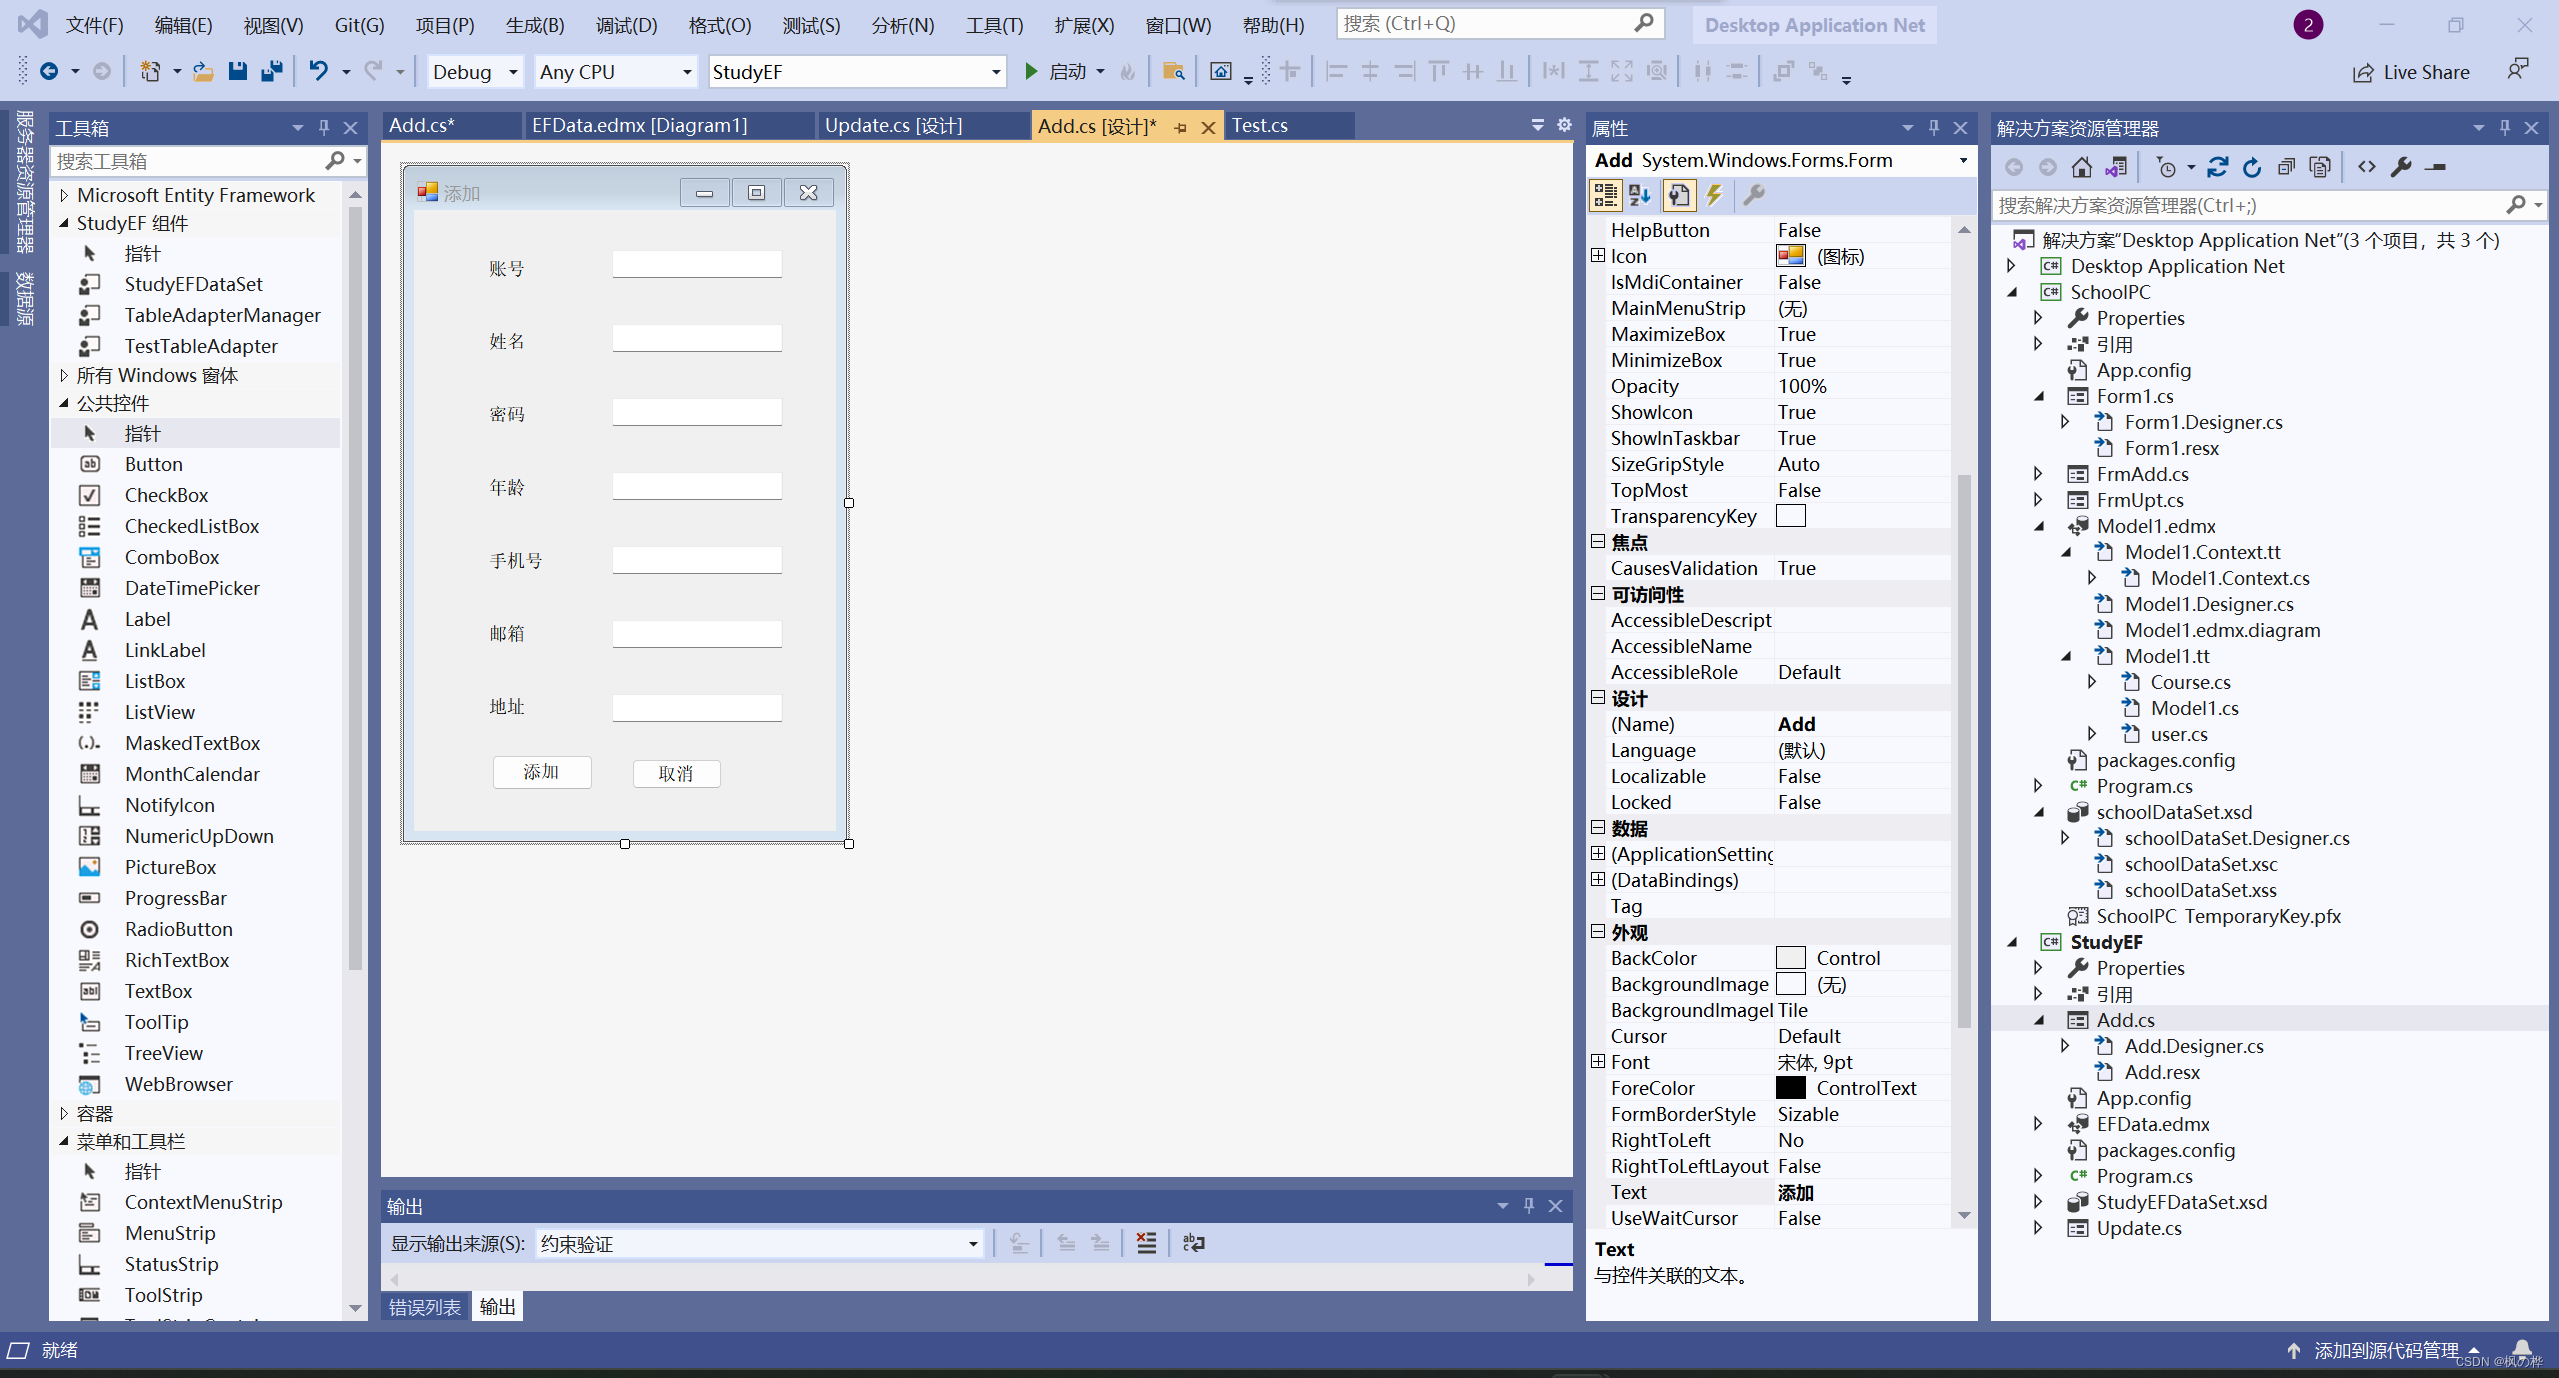 文件(F) 编辑(E) 视图(V) Git(G) 项目(P) 生成(B) 调试(D) 格式(O) 测试(S) 分析(N) 工具(T) 扩展(X) 窗口(W) 帮助(H) 搜索 (Ctrl+Q) Desktop Application Net 2
Debug Any CPU StudyEF 启动 Live Share
服务器资源管理器
数据源
工具箱
搜索工具箱
Microsoft Entity Framework
StudyEF 组件
指针
StudyEFDataSet
TableAdapterManager
TestTableAdapter
所有 Windows 窗体
公共控件
指针
Button
CheckBox
CheckedListBox
ComboBox
DateTimePicker
Label
LinkLabel
ListBox
ListView
MaskedTextBox
MonthCalendar
NotifyIcon
NumericUpDown
PictureBox
ProgressBar
RadioButton
RichTextBox
TextBox
ToolTip
TreeView
WebBrowser
容器
菜单和工具栏
指针
ContextMenuStrip
MenuStrip
StatusStrip
ToolStrip
Add.cs* EFData.edmx [Diagram1] Update.cs [设计] Add.cs [设计]* Test.cs
添加
账号
姓名
密码
年龄
手机号
邮箱
地址
添加 取消
输出
显示输出来源(S): 约束验证
错误列表 输出
属性
Add System.Windows.Forms.Form
HelpButton False
Icon (图标)
IsMdiContainer False
MainMenuStrip (无)
MaximizeBox True
MinimizeBox True
Opacity 100%
ShowIcon True
ShowInTaskbar True
SizeGripStyle Auto
TopMost False
TransparencyKey
焦点
CausesValidation True
可访问性
AccessibleDescript
AccessibleName
AccessibleRole Default
设计
(Name) Add
Language (默认)
Localizable False
Locked False
数据
(ApplicationSetting
(DataBindings)
Tag
外观
BackColor Control
BackgroundImage (无)
BackgroundImageI Tile
Cursor Default
Font 宋体, 9pt
ForeColor ControlText
FormBorderStyle Sizable
RightToLeft No
RightToLeftLayout False
Text 添加
UseWaitCursor False
Text
与控件关联的文本。
解决方案资源管理器
搜索解决方案资源管理器(Ctrl+;)
解决方案“Desktop Application Net”(3 个项目，共 3 个)
Desktop Application Net
SchoolPC
Properties
引用
App.config
Form1.cs
Form1.Designer.cs
Form1.resx
FrmAdd.cs
FrmUpt.cs
Model1.edmx
Model1.Context.tt
Model1.Context.cs
Model1.Designer.cs
Model1.edmx.diagram
Model1.tt
Course.cs
Model1.cs
user.cs
packages.config
Program.cs
schoolDataSet.xsd
schoolDataSet.Designer.cs
schoolDataSet.xsc
schoolDataSet.xss
SchoolPC_TemporaryKey.pfx
StudyEF
Properties
引用
Add.cs
Add.Designer.cs
Add.resx
App.config
EFData.edmx
packages.config
Program.cs
StudyEFDataSet.xsd
Update.cs
就绪 添加到源代码管理
CSDN @枫の桦